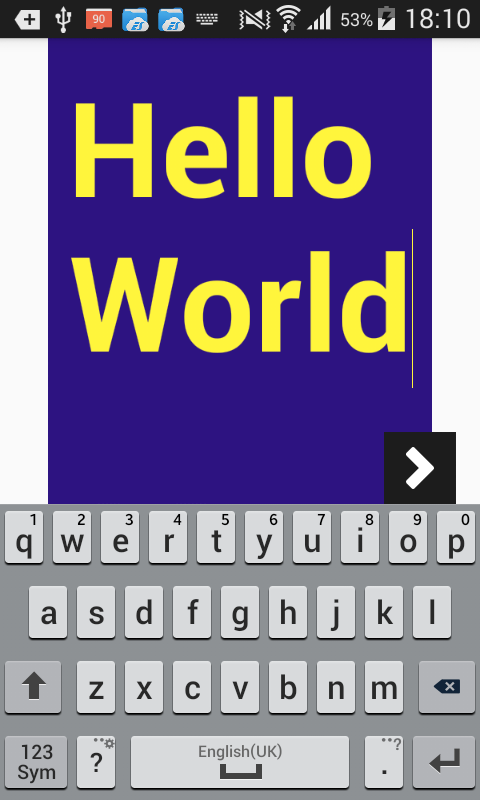 90 53% 18:10
Hello
World
1 2 3 4 5 6 7 8 9 0
q w e r t y u i o p
a s d f g h j k l
z x c v b n m
123
Sym ? English(UK) . ?